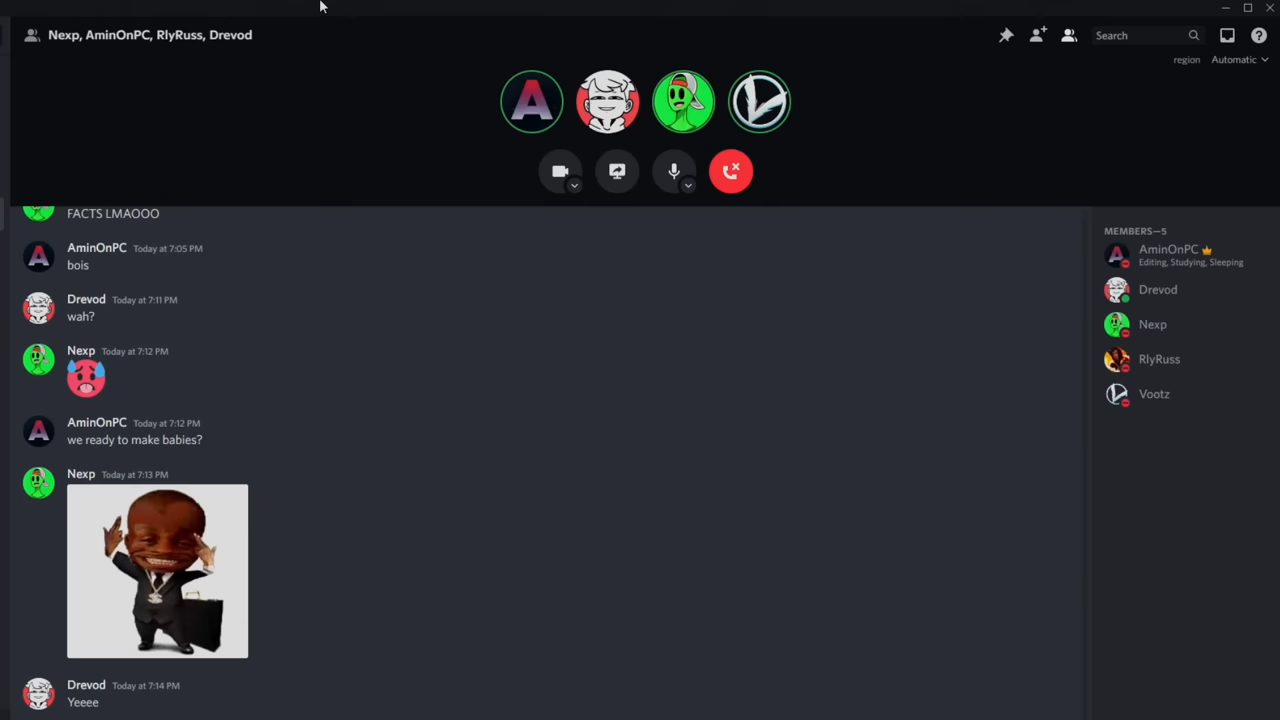 Nexp, AminOnPC, RlyRuss, Drevod
Search
region Automatic
A
FACTS LMAOOO
AminOnPC Today at 7:05 PM
bois
Drevod Today at 7:11 PM
wah?
Nexp Today at 7:12 PM
AminOnPC Today at 7:12 PM
we ready to make babies?
Nexp Today at 7:13 PM
Drevod Today at 7:14 PM
Yeeee
MEMBERS—5
AminOnPC
Editing, Studying, Sleeping
Drevod
Nexp
RlyRuss
Vootz